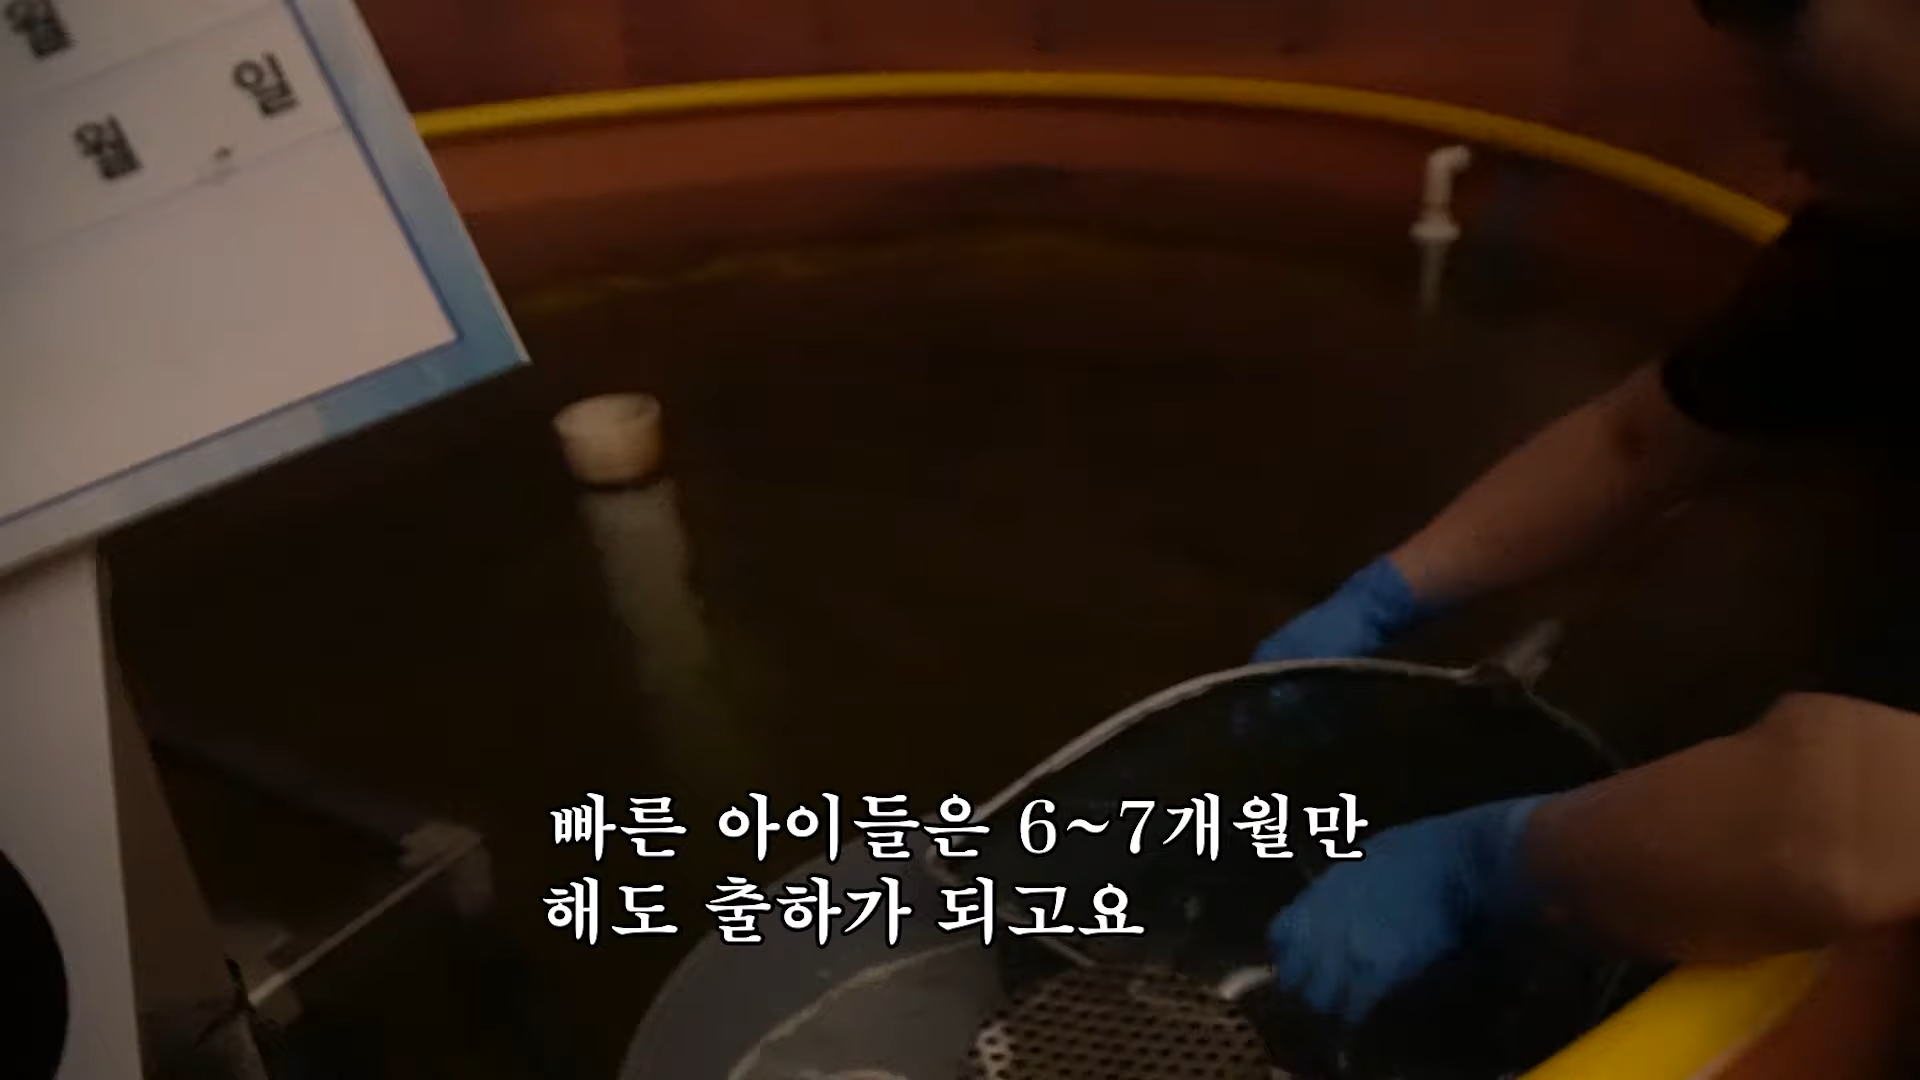 월
일
월
빠른 아이들은 6~7개월만
해도 출하가 되고요